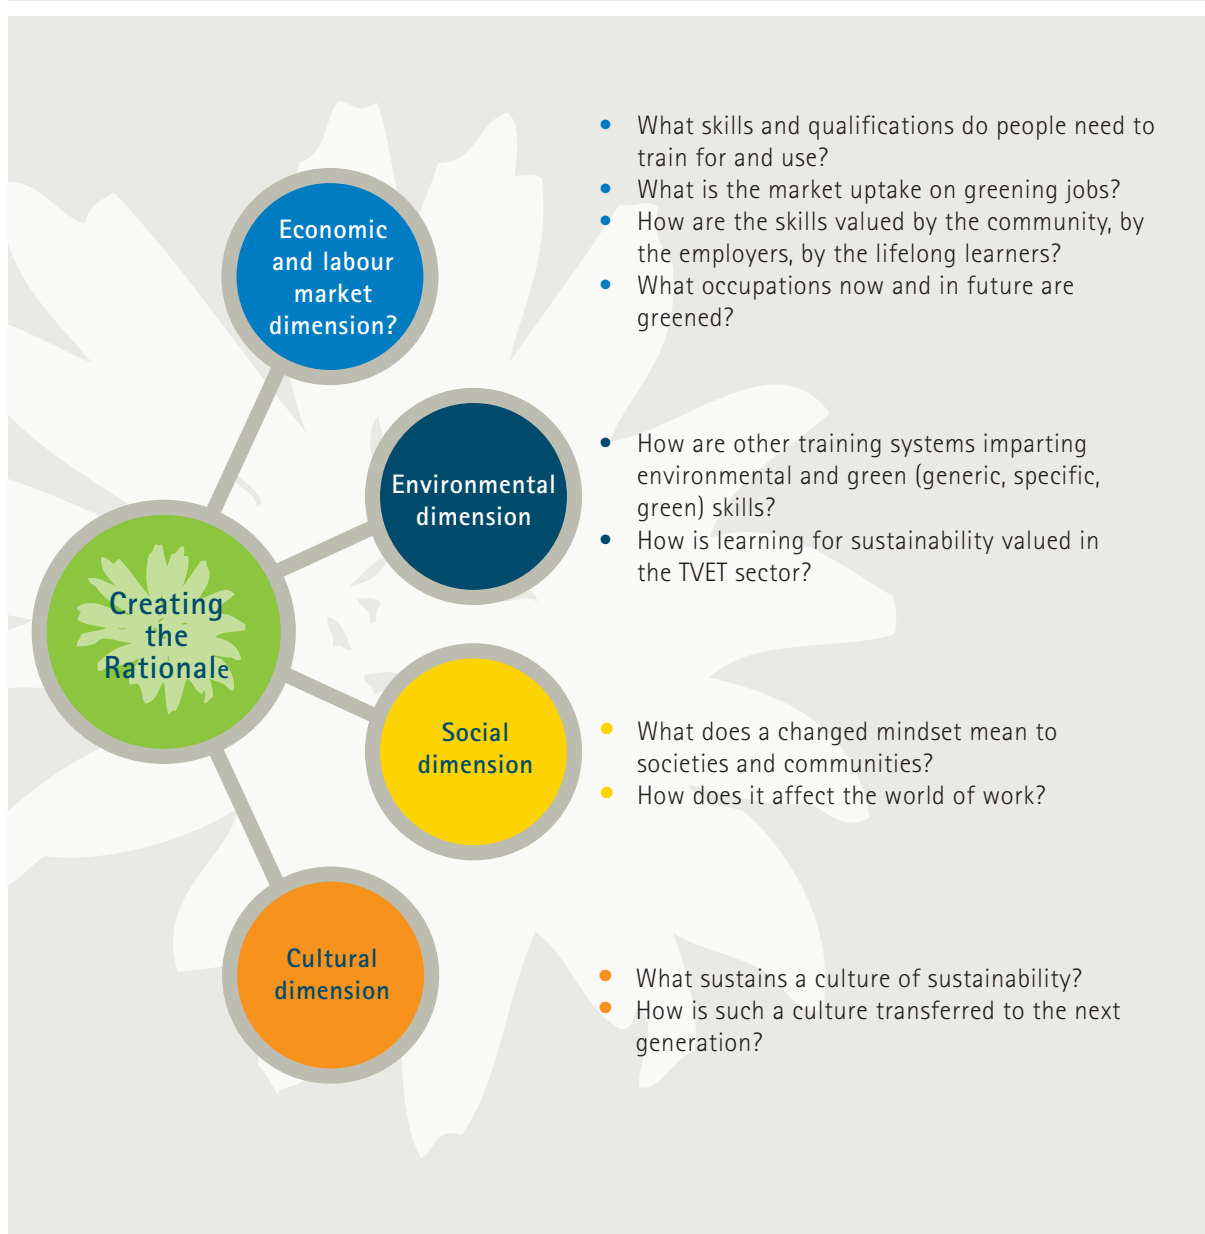 Economic
and labour
market
dimension?
• What skills and qualifications do people need to
train for and use?
• What is the market uptake on greening jobs?
• How are the skills valued by the community, by
the employers, by the lifelong learners?
• What occupations now and in future are
greened?
Environmental
dimension
• How are other training systems imparting
environmental and green (generic, specific,
green) skills?
• How is learning for sustainability valued in
the TVET sector?
Creating
the
Rationale
Social
dimension
• What does a changed mindset mean to
societies and communities?
• How does it affect the world of work?
Cultural
dimension
• What sustains a culture of sustainability?
• How is such a culture transferred to the next
generation?